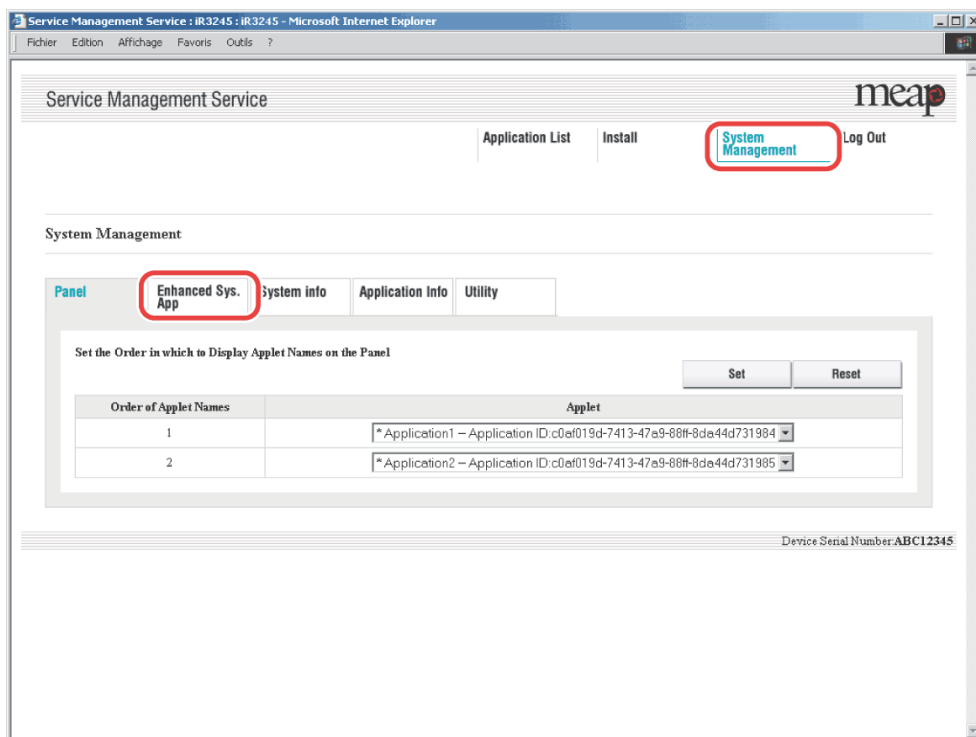 Service Management Service : iR3245 : iR3245 - Microsoft Internet Explorer
Fichier Edition Affichage Favoris Outils ?
Service Management Service
meap
Application List Install System Management Log Out
System Management
Panel Enhanced Sys. App System info Application Info Utility
Set the Order in which to Display Applet Names on the Panel
Set Reset
Order of Applet Names Applet
1 * Application1 – Application ID:c0af019d-7413-47a9-88ff-8da44d731984
2 * Application2 – Application ID:c0af019d-7413-47a9-88ff-8da44d731985
Device Serial Number:ABC12345